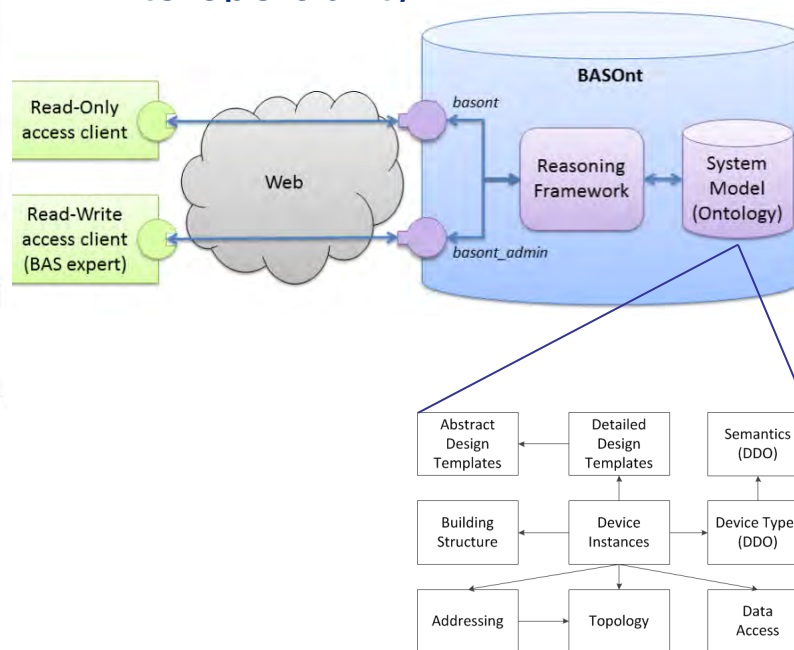 BASOnt
Read-Only
access client
basont
Web
Reasoning
Framework
System
Model
(Ontology)
Read-Write
access client
(BAS expert)
basont_admin
Abstract
Design
Templates
Detailed
Design
Templates
Semantics
(DDO)
Building
Structure
Device
Instances
Device Type
(DDO)
Addressing
Topology
Data
Access